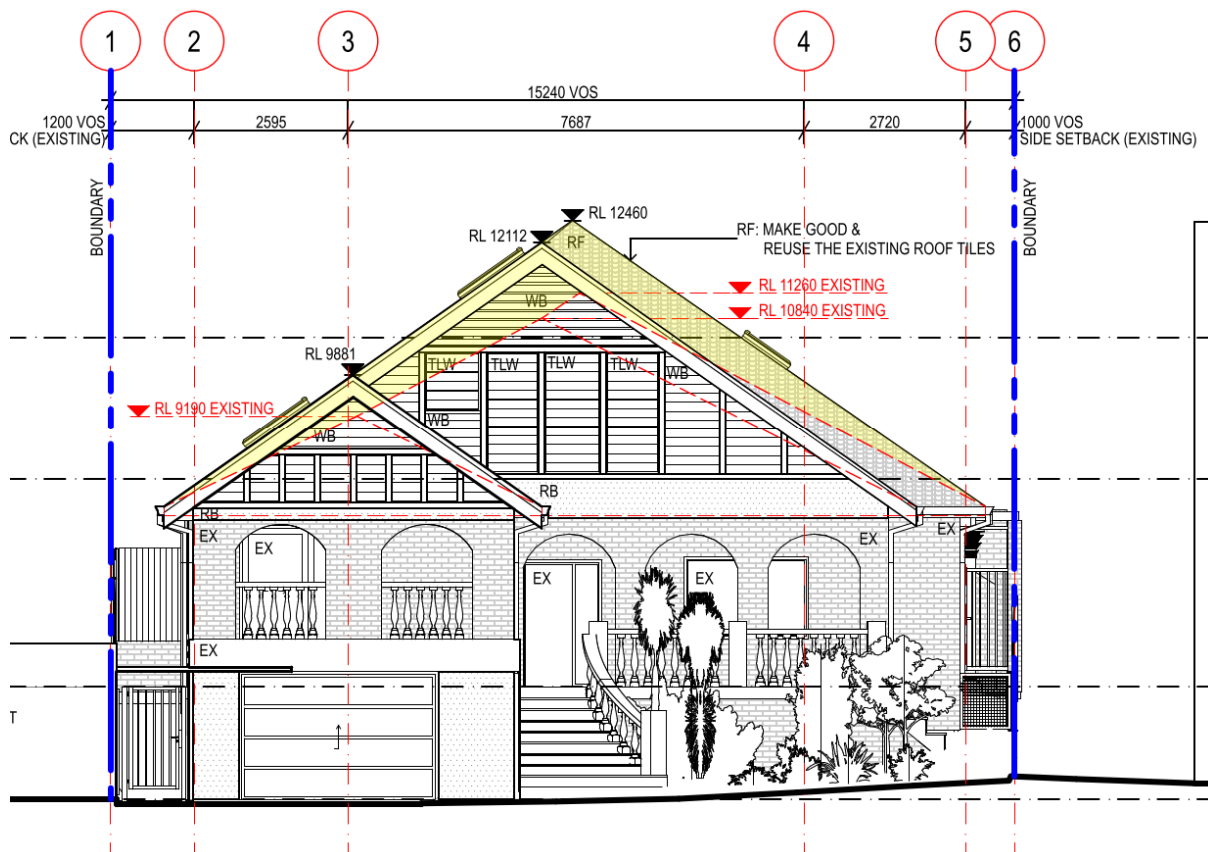 1 2 3 4 5 6
15240 VOS
1200 VOS
CK (EXISTING)
2595
7687
2720
1000 VOS
SIDE SETBACK (EXISTING)
BOUNDARY
BOUNDARY
RL 12460
RL 12112
RF
RF: MAKE GOOD &
REUSE THE EXISTING ROOF TILES
RL 11260 EXISTING
WB
RL 10840 EXISTING
RL 9881
TLW TLW TLW TLW
WB
RL 9190 EXISTING
WB
WB
RB
RB
EX
EX
EX
EX
EX
EX
EX
T